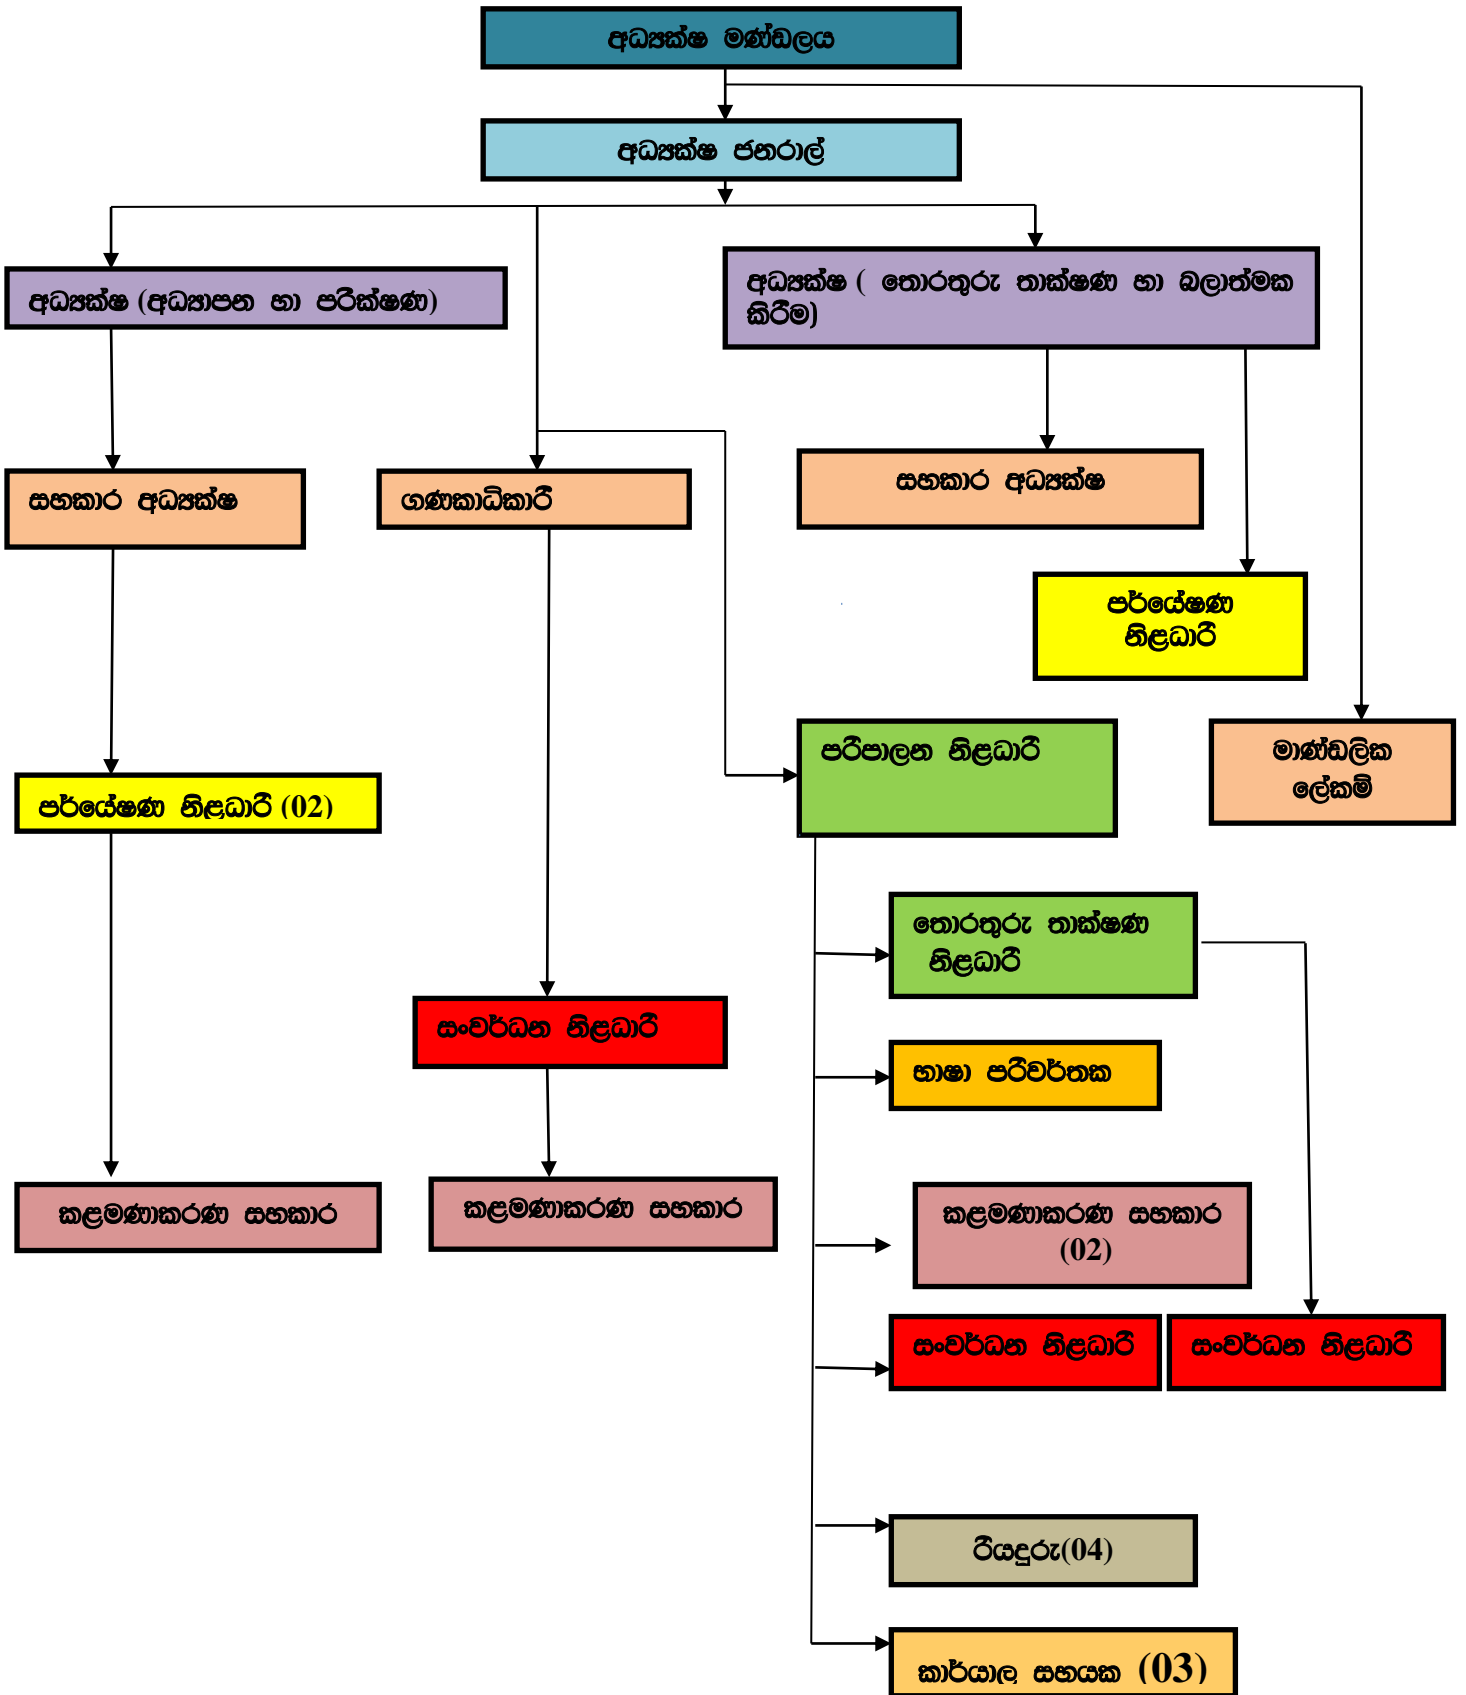 අධ්‍යක්ෂ මණ්ඩලය
අධ්‍යක්ෂ ජනරාල්
අධ්‍යක්ෂ (අධ්‍යාපන හා පරීක්ෂණ)
අධ්‍යක්ෂ ( තොරතුරු තාක්ෂණ හා බලාත්මක
කිරීම)
සහකාර අධ්‍යක්ෂ
ගණකාධිකාරී
සහකාර අධ්‍යක්ෂ
පර්යේෂණ
නිළධාරී
පරිපාලන නිළධාරී
මාණ්ඩලික
ලේකම්
පර්යේෂණ නිළධාරී (02)
තොරතුරු තාක්ෂණ
නිළධාරී
සංවර්ධන නිළධාරී
භාෂා පරිවර්තක
කළමණාකරණ සහකාර
කළමණාකරණ සහකාර
කළමණාකරණ සහකාර
(02)
සංවර්ධන නිළධාරී
සංවර්ධන නිළධාරී
රියදුරු(04)
කාර්යාල සහයක (03)